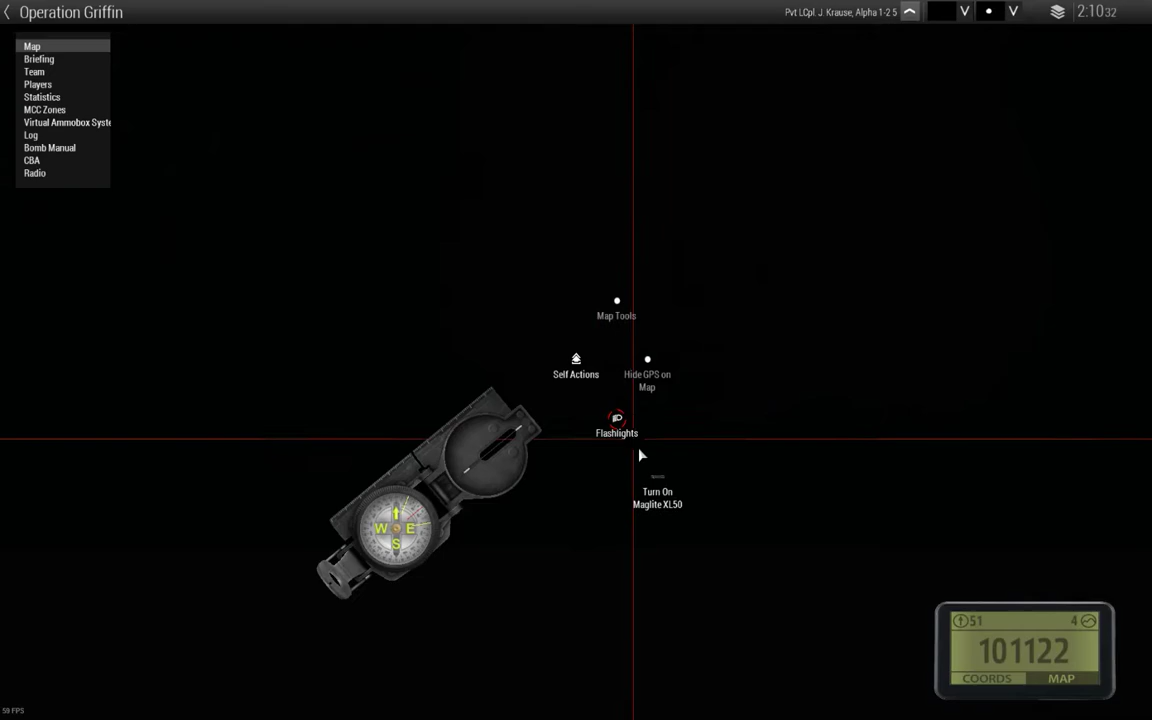 Operation Griffin
Pvt LCpl. J. Krause, Alpha 1-2 5
2:10 32
Map
Briefing
Team
Players
Statistics
MCC Zones
Virtual Ammobox Syste
Log
Bomb Manual
CBA
Radio
Map Tools
Self Actions
Hide GPS on
Map
Flashlights
Turn On
Maglite XL50
W E
S
51
4
101122
COORDS
MAP
59 FPS